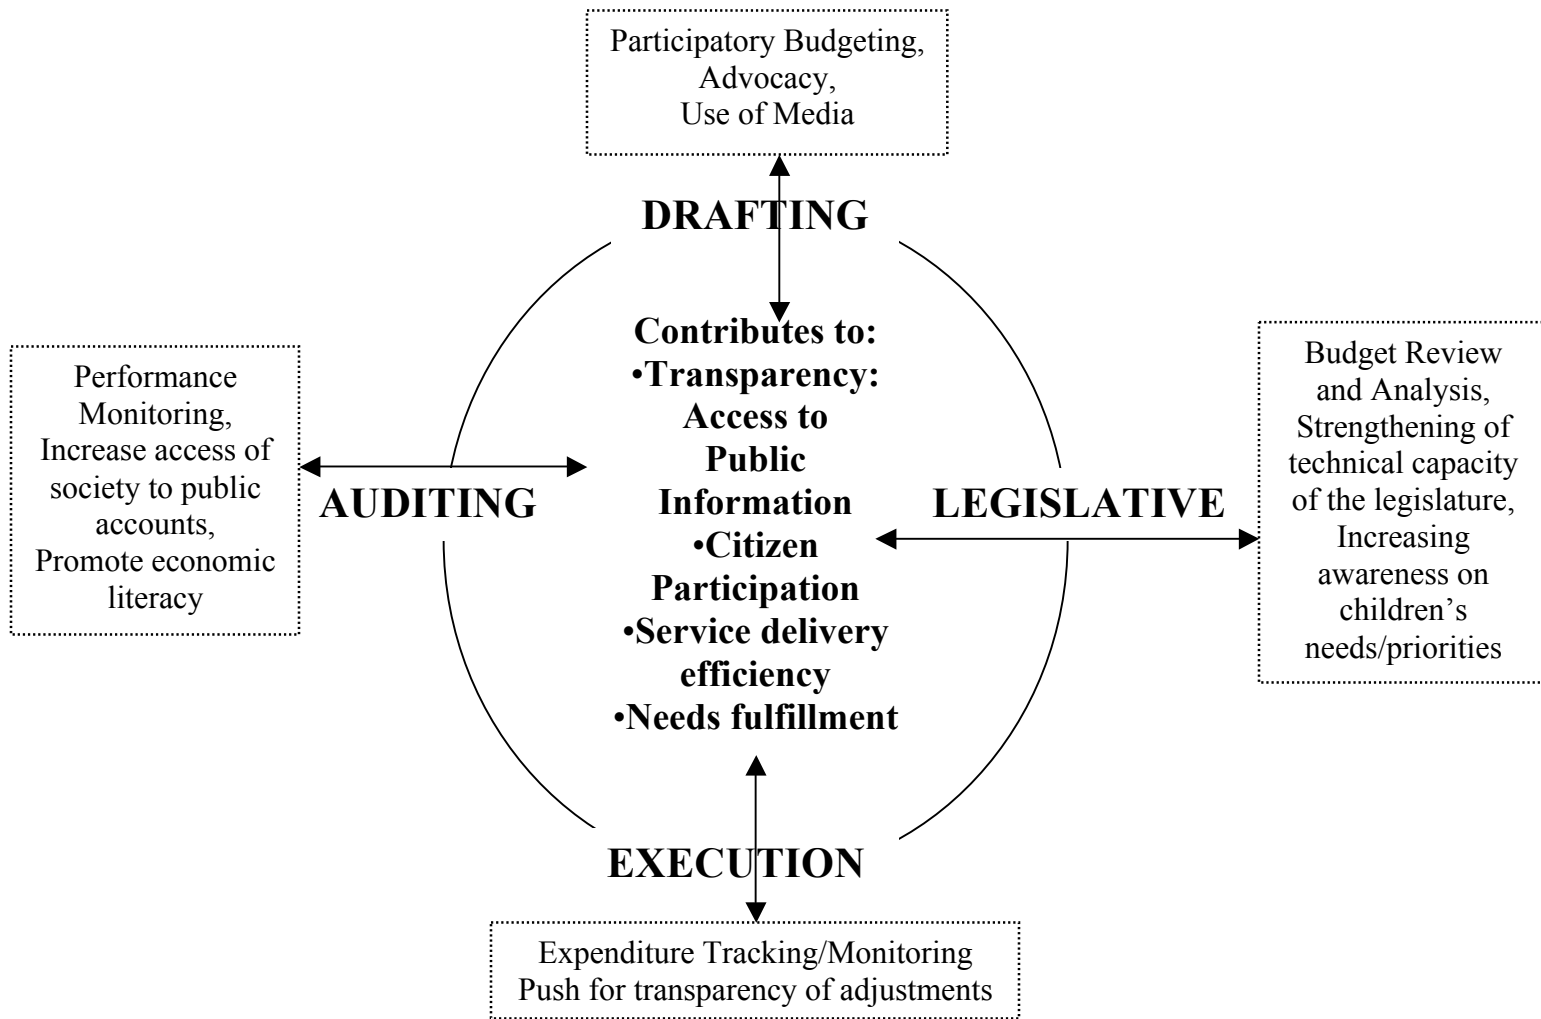 Participatory Budgeting,
Advocacy,
Use of Media
DRAFTING
Contributes to:
•Transparency:
Access to
Public
Information
•Citizen
Participation
•Service delivery
efficiency
•Needs fulfillment
Performance
Monitoring,
Increase access of
society to public
accounts,
Promote economic
literacy
AUDITING
LEGISLATIVE
Budget Review
and Analysis,
Strengthening of
technical capacity
of the legislature,
Increasing
awareness on
children’s
needs/priorities
EXECUTION
Expenditure Tracking/Monitoring
Push for transparency of adjustments